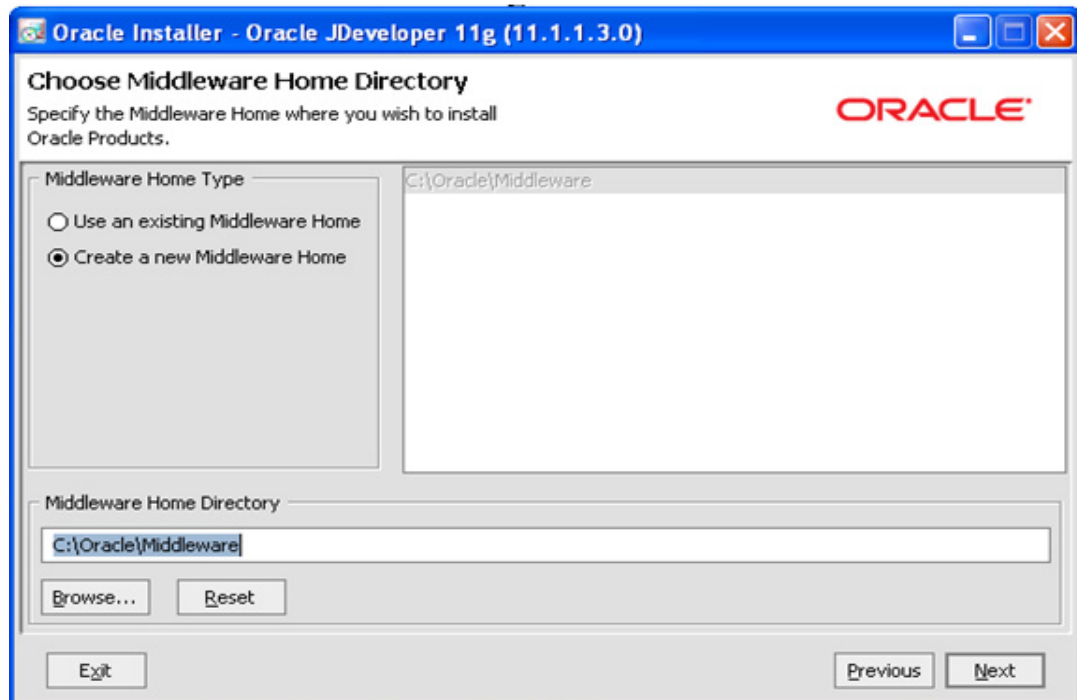 Oracle Installer - Oracle JDeveloper 11g (11.1.1.3.0)
Choose Middleware Home Directory
Specify the Middleware Home where you wish to install
Oracle Products.
ORACLE
Middleware Home Type
Use an existing Middleware Home
Create a new Middleware Home
C:\Oracle\Middleware
Middleware Home Directory
C:\Oracle\Middleware
Browse...
Reset
Exit
Previous
Next